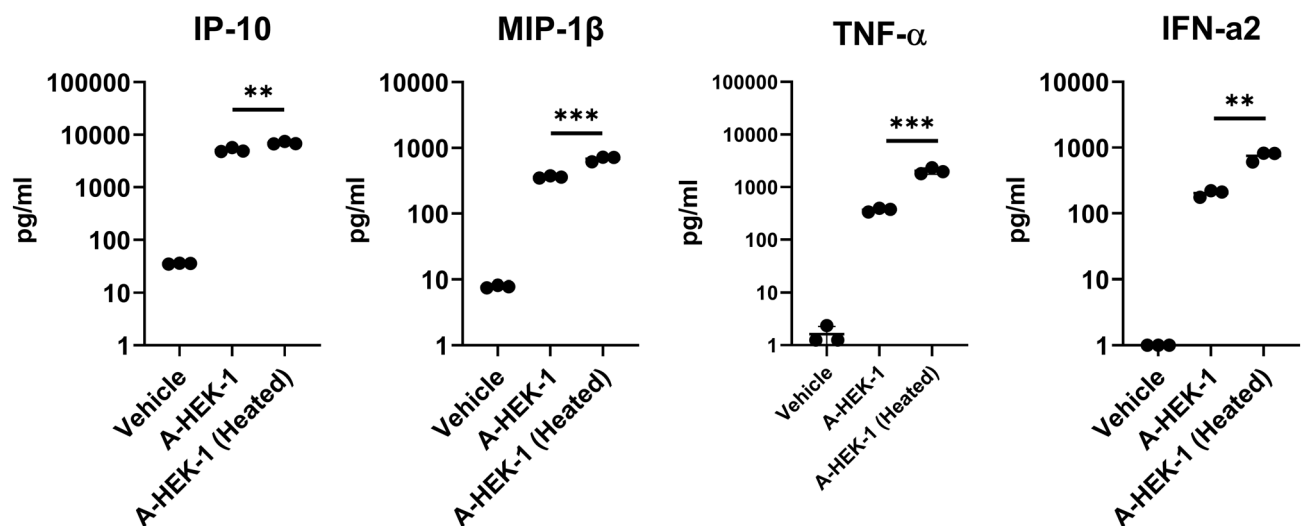 IP-10
**
pg/ml
100000
10000
1000
100
10
1
Vehicle
A-HEK-1
A-HEK-1 (Heated)
MIP-1β
***
pg/ml
10000
1000
100
10
1
Vehicle
A-HEK-1
A-HEK-1 (Heated)
TNF-α
***
pg/ml
100000
10000
1000
100
10
1
Vehicle
A-HEK-1
A-HEK-1 (Heated)
IFN-a2
**
pg/ml
10000
1000
100
10
1
Vehicle
A-HEK-1
A-HEK-1 (Heated)